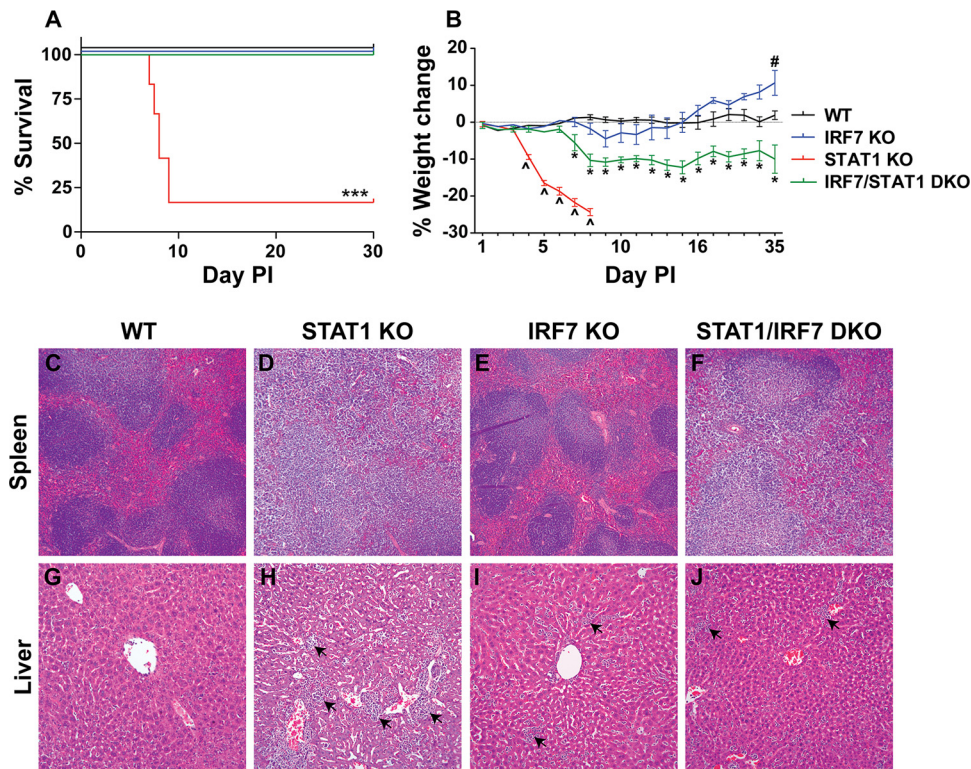 A
% Survival
100
75
50
25
0
***
0
10
20
30
Day PI
B
% Weight change
20
10
0
-10
-20
-30
#
^
^ ^ ^ ^
* * * * * * * * * * * * * *
1
5
10
16
35
Day PI
WT
IRF7 KO
STAT1 KO
IRF7/STAT1 DKO
WT
STAT1 KO
IRF7 KO
STAT1/IRF7 DKO
Spleen
C
D
E
F
Liver
G
H
I
J